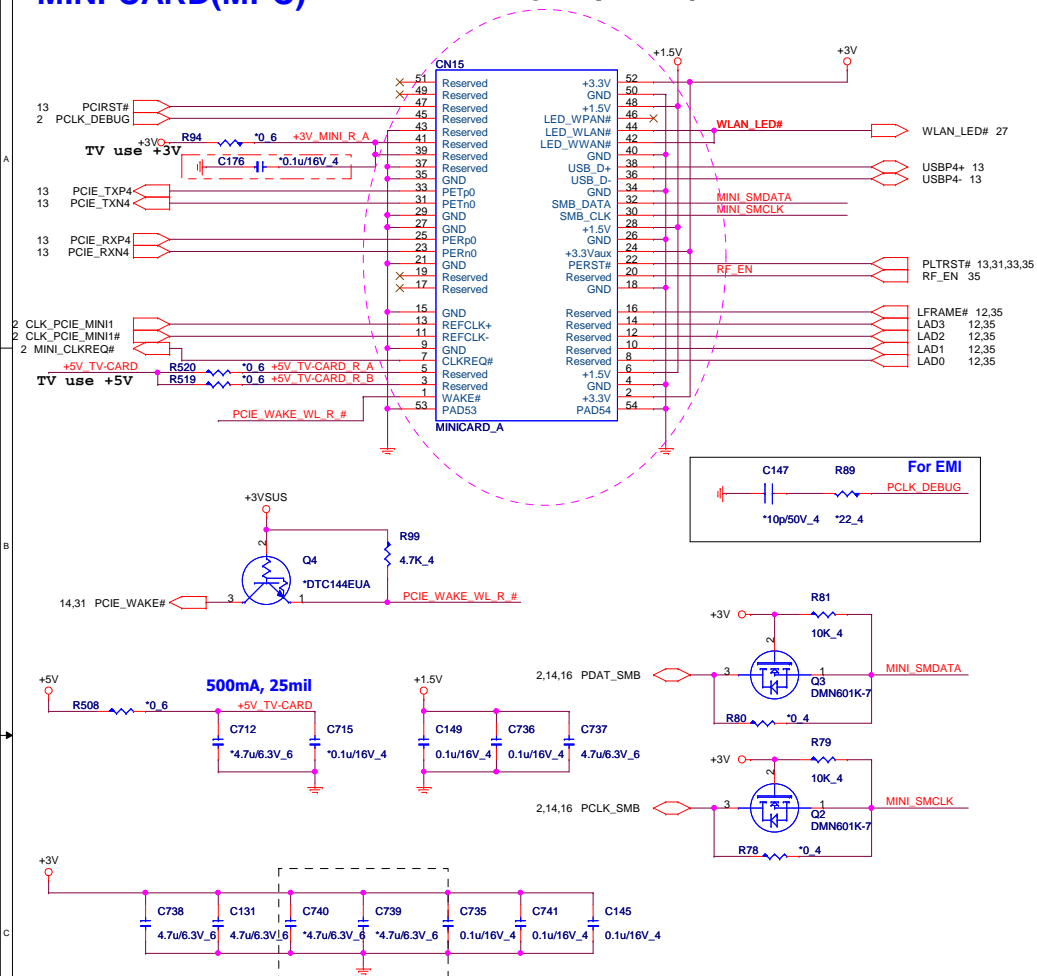 CN15
+1.5V
+3V
51 Reserved +3.3V 52
49 Reserved GND 50
13 PCIRST# 47 Reserved +1.5V 48
2 PCLK_DEBUG 45 Reserved LED_WPAN# 46
43 Reserved LED_WLAN# 44 WLAN_LED# WLAN_LED# 27
+3V R94 *0_6 +3V_MINI_R_A 41 Reserved LED_WWAN# 42
TV use +3V 39 Reserved GND 40
C176 *0.1u/16V_4 37 Reserved USB_D+ 38 USBP4+ 13
35 GND USB_D- 36 USBP4- 13
13 PCIE_TXP4 33 PETp0 GND 34
13 PCIE_TXN4 31 PETn0 SMB_DATA 32 MINI_SMDATA
29 GND SMB_CLK 30 MINI_SMCLK
27 GND +1.5V 28
13 PCIE_RXP4 25 PERp0 GND 26
13 PCIE_RXN4 23 PERn0 +3.3Vaux 24
21 GND PERST# 22 PLTRST# 13,31,33,35
19 Reserved Reserved 20 RF_EN RF_EN 35
17 Reserved GND 18
15 GND Reserved 16 LFRAME# 12,35
2 CLK_PCIE_MINI1 13 REFCLK+ Reserved 14 LAD3 12,35
2 CLK_PCIE_MINI1# 11 REFCLK- Reserved 12 LAD2 12,35
2 MINI_CLKREQ# 9 GND Reserved 10 LAD1 12,35
7 CLKREQ# Reserved 8 LAD0 12,35
+5V_TV-CARD R520 *0_6 +5V_TV-CARD_R_A 5 Reserved +1.5V 6
TV use +5V R519 *0_6 +5V_TV-CARD_R_B 3 Reserved GND 4
1 WAKE# +3.3V 2
PCIE_WAKE_WL_R_# 53 PAD53 PAD54 54
MINICARD_A
For EMI
C147 R89 PCLK_DEBUG
*10p/50V_4 *22_4
+3VSUS
2
R99
4.7K_4
Q4
*DTC144EUA
14,31 PCIE_WAKE# 3 1 PCIE_WAKE_WL_R_#
R81
+3V
10K_4
2
2,14,16 PDAT_SMB 3 1 MINI_SMDATA
Q3
DMN601K-7
R80 *0_4
+5V
500mA, 25mil
R508 *0_6 +5V_TV-CARD
C712
*4.7u/6.3V_6
C715
*0.1u/16V_4
+1.5V
C149
0.1u/16V_4
C736
0.1u/16V_4
C737
4.7u/6.3V_6
R79
+3V
10K_4
2
2,14,16 PCLK_SMB 3 1 MINI_SMCLK
Q2
DMN601K-7
R78 *0_4
+3V
C738
4.7u/6.3V_6
C131
4.7u/6.3V_6
C740
*4.7u/6.3V_6
C739
*4.7u/6.3V_6
C735
0.1u/16V_4
C741
0.1u/16V_4
C145
0.1u/16V_4
A
B
C